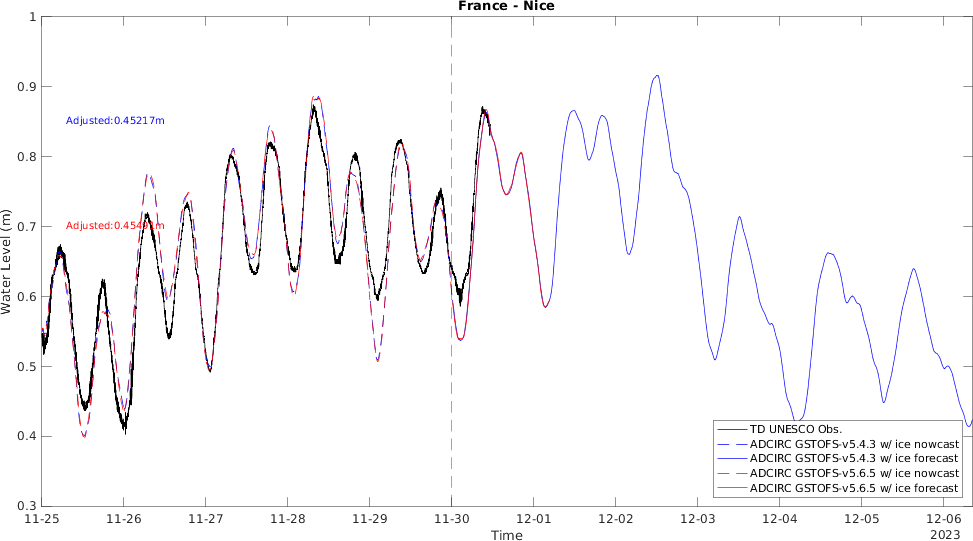 France - Nice
Water Level (m)
1
0.9
0.8
0.7
0.6
0.5
0.4
0.3
Adjusted:0.45217m
TD UNESCO Obs.
ADCIRC GSTOFS-v5.4.3 w/ ice nowcast
ADCIRC GSTOFS-v5.4.3 w/ ice forecast
ADCIRC GSTOFS-v5.6.5 w/ ice nowcast
ADCIRC GSTOFS-v5.6.5 w/ ice forecast
11-25 11-26 11-27 11-28 11-29 11-30 12-01 12-02 12-03 12-04 12-05 12-06
Time
2023